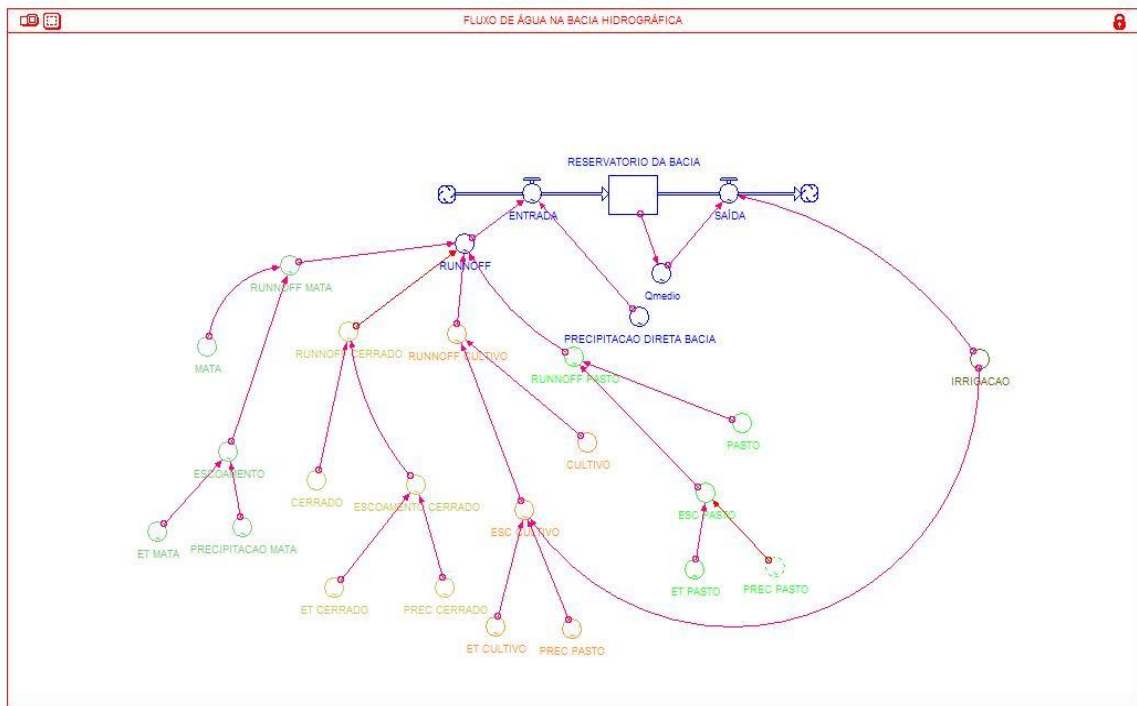 FLUXO DE ÁGUA NA BACIA HIDROGRÁFICA
RESERVATORIO DA BACIA
ENTRADA
SAÍDA
RUNNOFF
RUNNOFF MATA
Qmedio
PRECIPITACAO DIRETA BACIA
RUNNOFF CERRADO
RUNNOFF CULTIVO
MATA
RUNNOFF PASTO
IRRIGACAO
PASTO
CULTIVO
ESCOAMENTO
CERRADO
ESCOAMENTO CERRADO
ESC PASTO
ESC CULTIVO
ET MATA
PRECIPITACAO MATA
ET CERRADO
PREC CERRADO
ET PASTO
PREC PASTO
ET CULTIVO
PREC PASTO